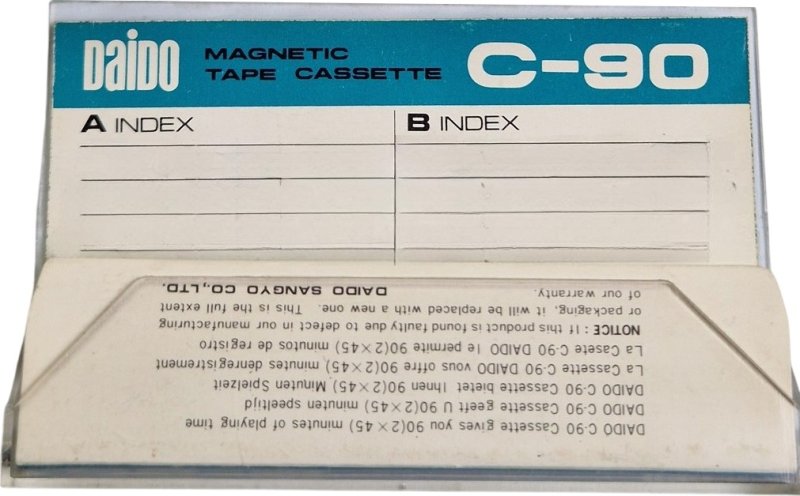 DAIDO
MAGNETIC
TAPE CASSETTE
C-90
A INDEX
B INDEX
DAIDO C-90 Cassette gives you 90(2×45) minutes of playing time
DAIDO C-90 Cassette geeft U 90(2×45) minuten speeltijd
DAIDO C-90 Cassette bietet Ihnen 90(2×45) Minuten Spielzeit
La Cassette C-90 DAIDO vous offre 90(2×45) minutes dénrestrigement
La Casete C-90 DAIDO le permite 90(2×45) minutos de registro
NOTICE : If this product is found faulty due to defect in our manufacturing
or packaging, it will be replaced with a new one. This is the full extent
of our warranty.
DAIDO SANGYO CO.,LTD.